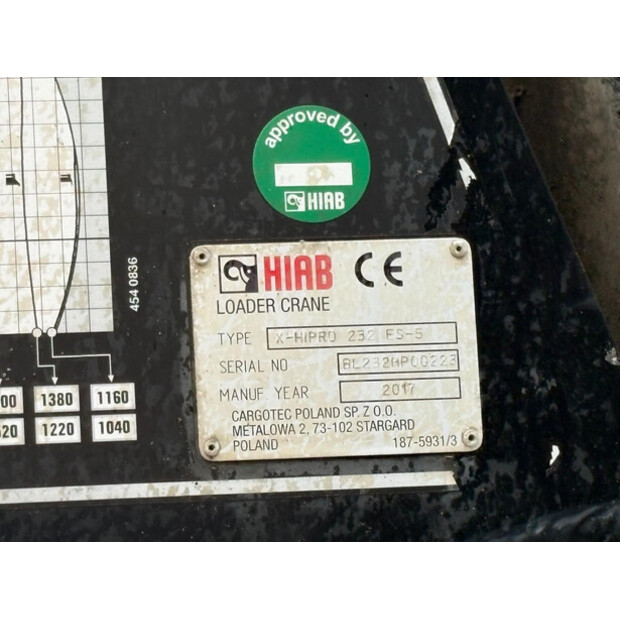 approved by
HIAB
HIAB CE
LOADER CRANE
TYPE X-HIPRO 232 ES-5
SERIAL NO BL232HP00223
MANUF. YEAR 2017
CARGOTEC POLAND SP. Z O.O.
METALOWA 2, 73-102 STARGARD
POLAND 187-5931/3
454 0836
1380 1160
1220 1040